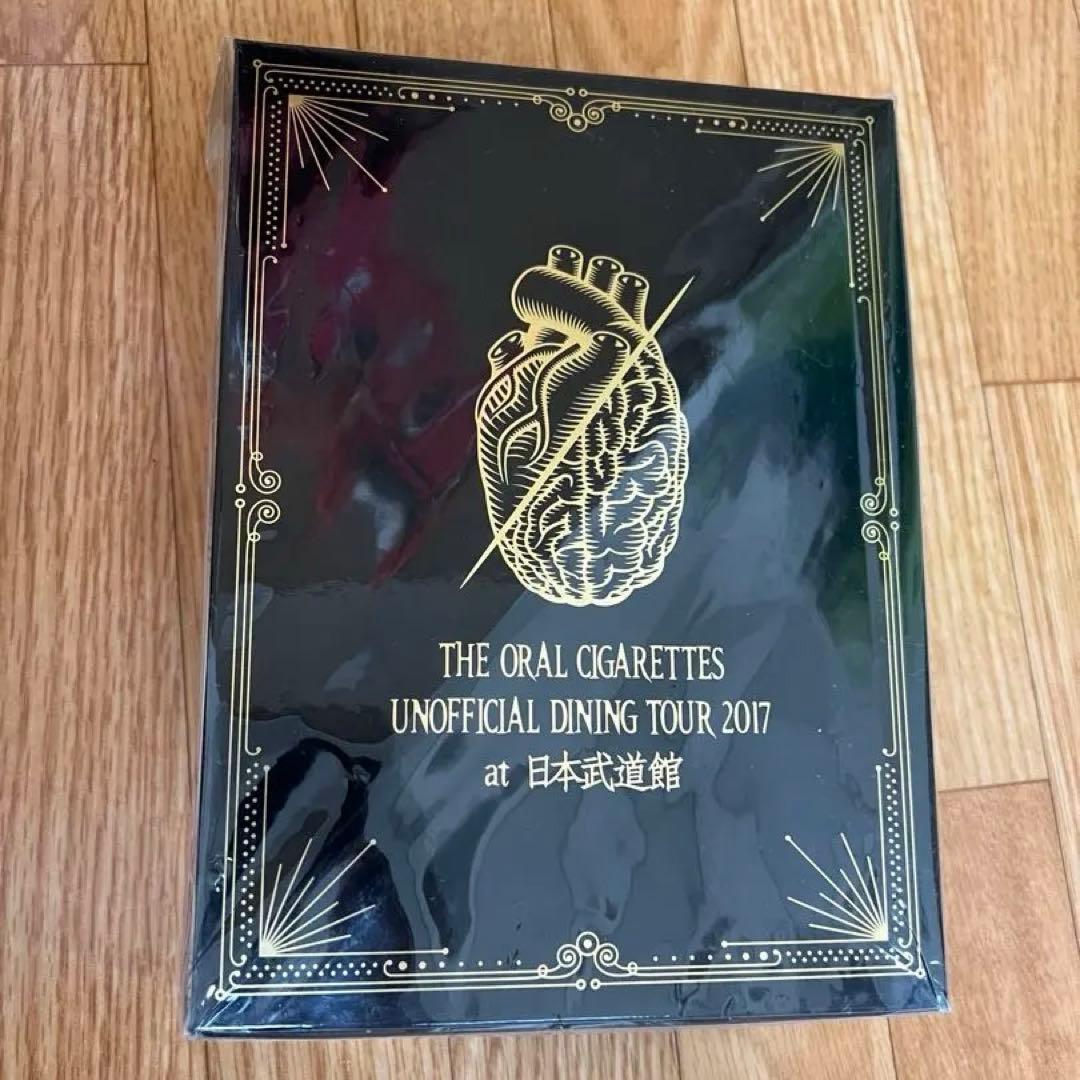 THE ORAL CIGARETTES
UNOFFICIAL DINING TOUR 2017
at 日本武道館